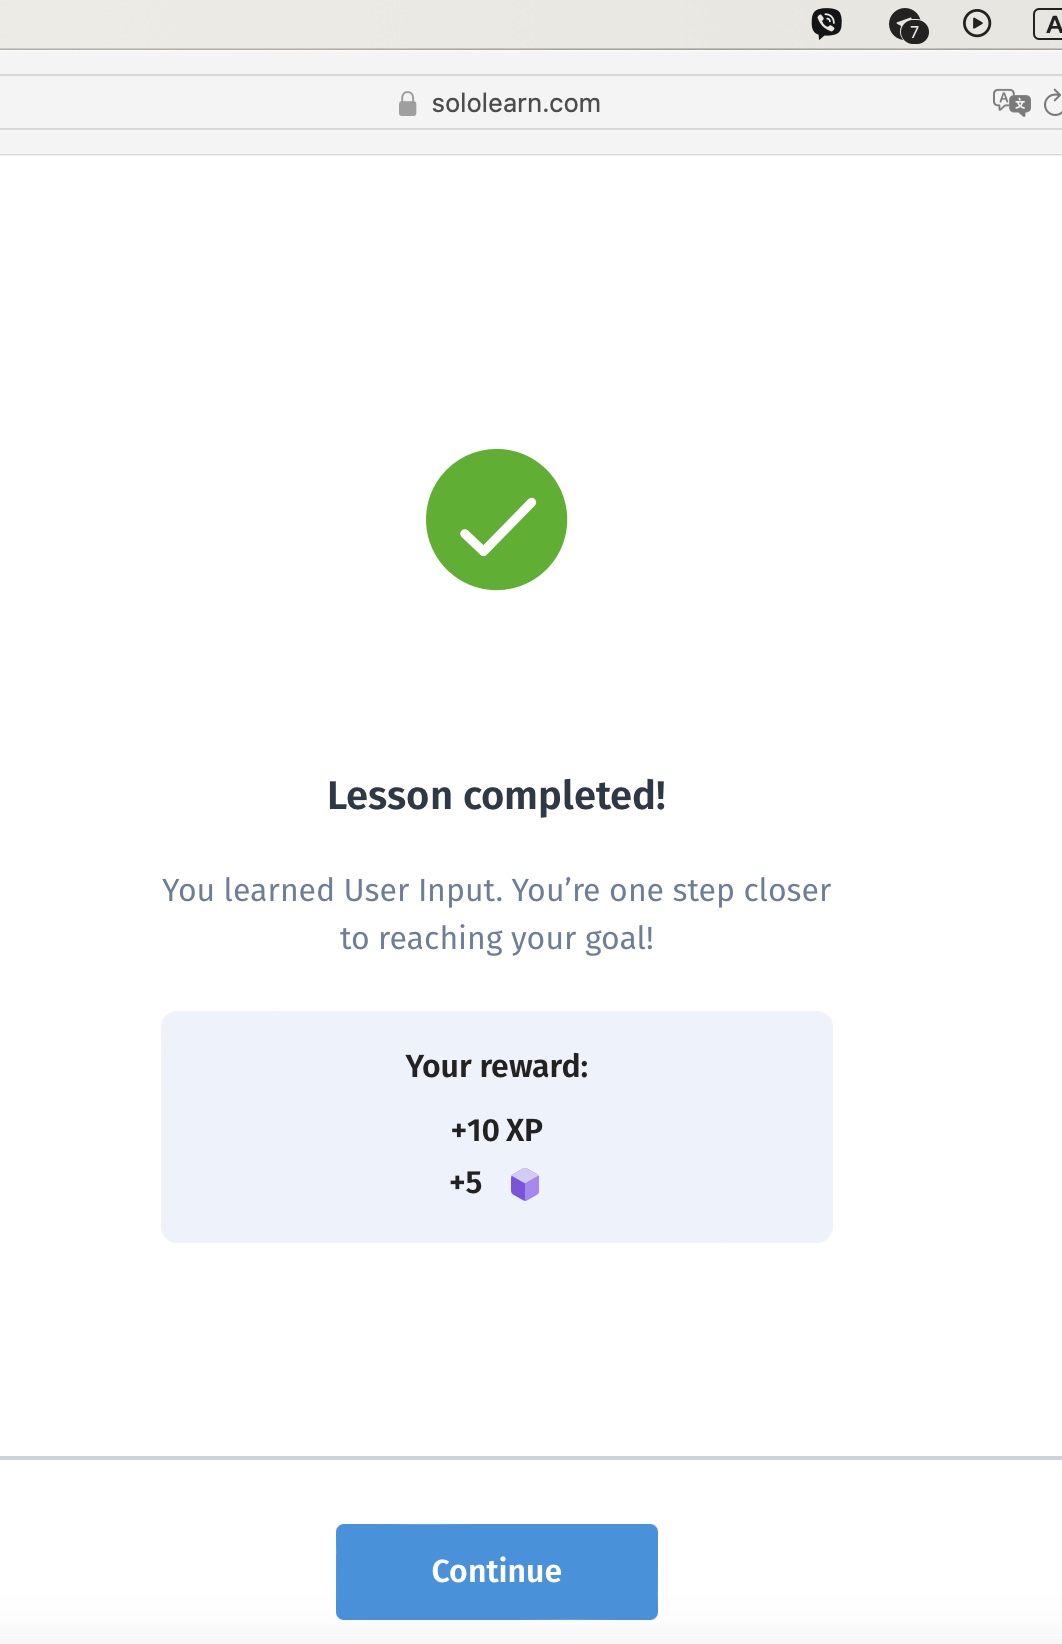 7
A
sololearn.com
Lesson completed!
You learned User Input. You’re one step closer
to reaching your goal!
Your reward:
+10 XP
+5
Continue